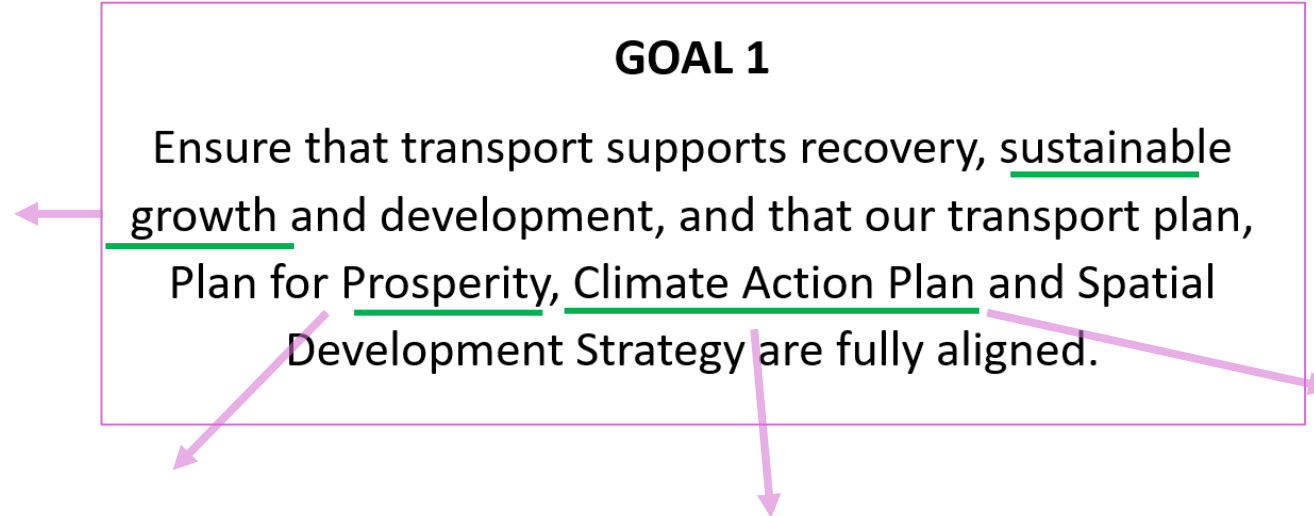 GOAL 1
Ensure that transport supports recovery, sustainable
growth and development, and that our transport plan,
Plan for Prosperity, Climate Action Plan and Spatial
Development Strategy are fully aligned.